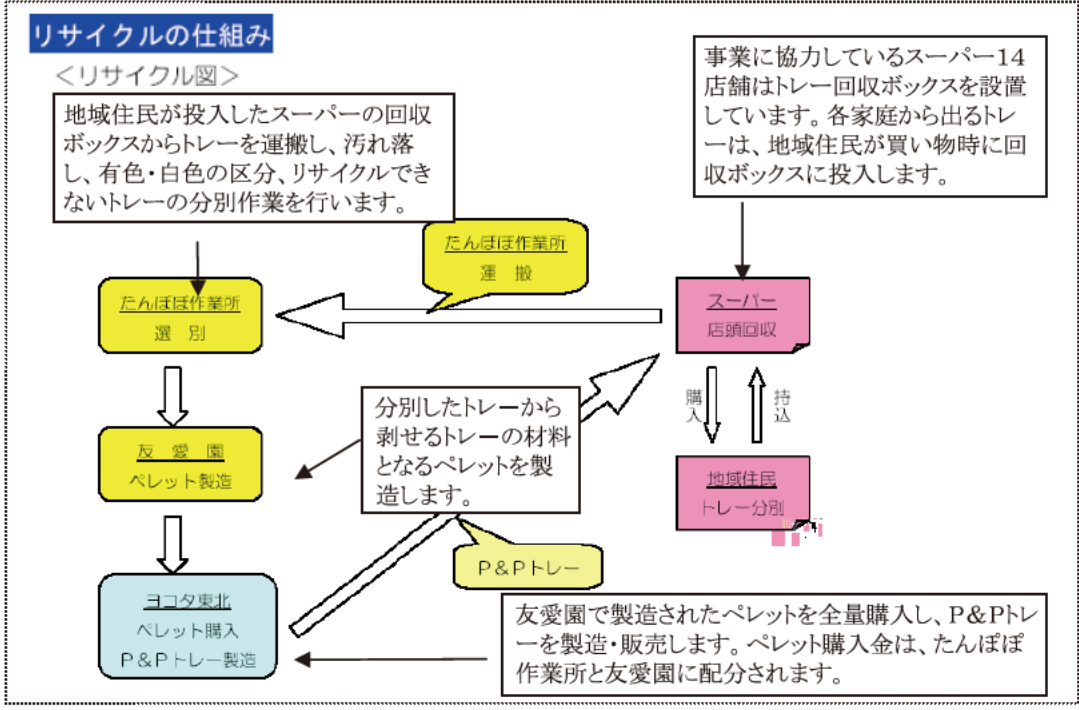 リサイクルの仕組み
＜リサイクル図＞
地域住民が投入したスーパーの回収
ボックスからトレーを運搬し、汚れ落
し、有色・白色の区分、リサイクルでき
ないトレーの分別作業を行います。
事業に協力しているスーパー１４
店舗はトレー回収ボックスを設置
しています。各家庭から出るトレ
ーは、地域住民が買い物時に回
収ボックスに投入します。
たんぽぽ作業所
運　搬
たんぽぽ作業所
選　別
スーパー
店頭回収
購入
持込
分別したトレーから
剥せるトレーの材料
となるペレットを製
造します。
友　愛　園
ペレット製造
地域住民
トレー分別
Ｐ＆Ｐトレー
ヨコタ東北
ペレット購入
Ｐ＆Ｐトレー製造
友愛園で製造されたペレットを全量購入し、Ｐ＆Ｐトレ
ーを製造・販売します。ペレット購入金は、たんぽぽ
作業所と友愛園に配分されます。